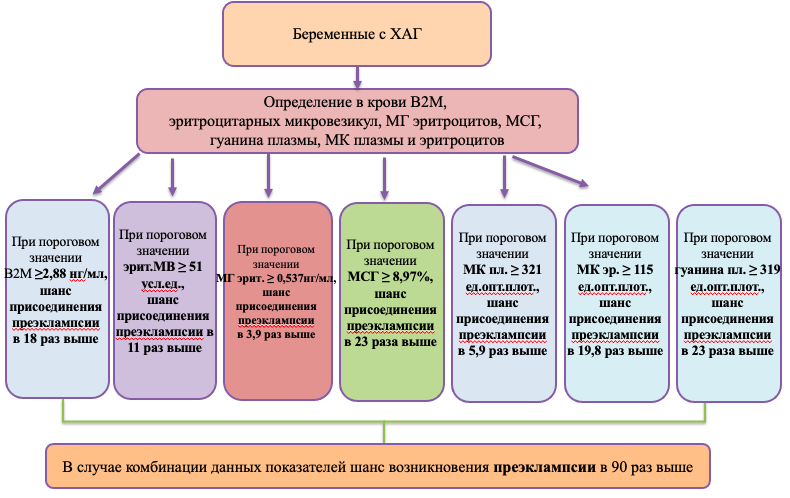 Беременные с ХАГ
Определение в крови В2М,
эритроцитарных микровезикул, МГ эритроцитов, МСГ,
гуанина плазмы, МК плазмы и эритроцитов
При пороговом
значении
В2М ≥2,88 нг/мл,
шанс
присоединения
преэклампсии
в 18 раз выше
При пороговом
значении
эрит.МВ ≥ 51
усл.ед.,
шанс
присоединения
преэклампсии в
11 раз выше
При пороговом
значении
МГ эрит. ≥ 0,537нг/мл,
шанс
присоединения
преэклампсии
в 3,9 раз выше
При пороговом
значении
МСГ ≥ 8,97%,
шанс
присоединения
преэклампсии
в 23 раза выше
При пороговом
значении
МК пл. ≥ 321
ед.опт.плот.,
шанс
присоединения
преэклампсии
в 5,9 раз выше
При пороговом
значении
МК эр. ≥ 115
ед.опт.плот.,
шанс
присоединения
преэклампсии
в 19,8 раз выше
При пороговом
значении
гуанина пл. ≥ 319
ед.опт.плот.,
шанс
присоединения
преэклампсии
в 23 раза выше
В случае комбинации данных показателей шанс возникновения преэклампсии в 90 раз выше